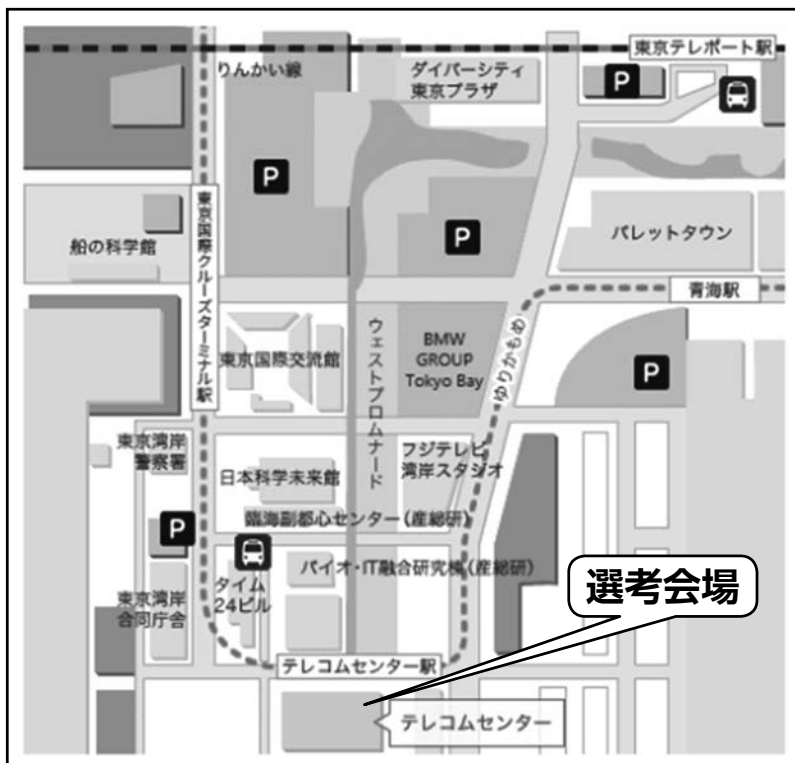 東京テレポート駅
りんかい線
ダイバーシティ
東京プラザ
P
P
P
船の科学館
東京国際クルーズターミナル駅
パレットタウン
青海駅
東京国際交流館
ウェストプロムナード
BMW
GROUP
Tokyo Bay
ゆりかもめ
P
東京湾岸
警察署
日本科学未来館
フジテレビ
湾岸スタジオ
臨海副都心センター(産総研)
P
タイム
24ビル
バイオ・IT融合研究棟(産総研)
東京湾岸
合同庁舎
選考会場
テレコムセンター駅
テレコムセンター